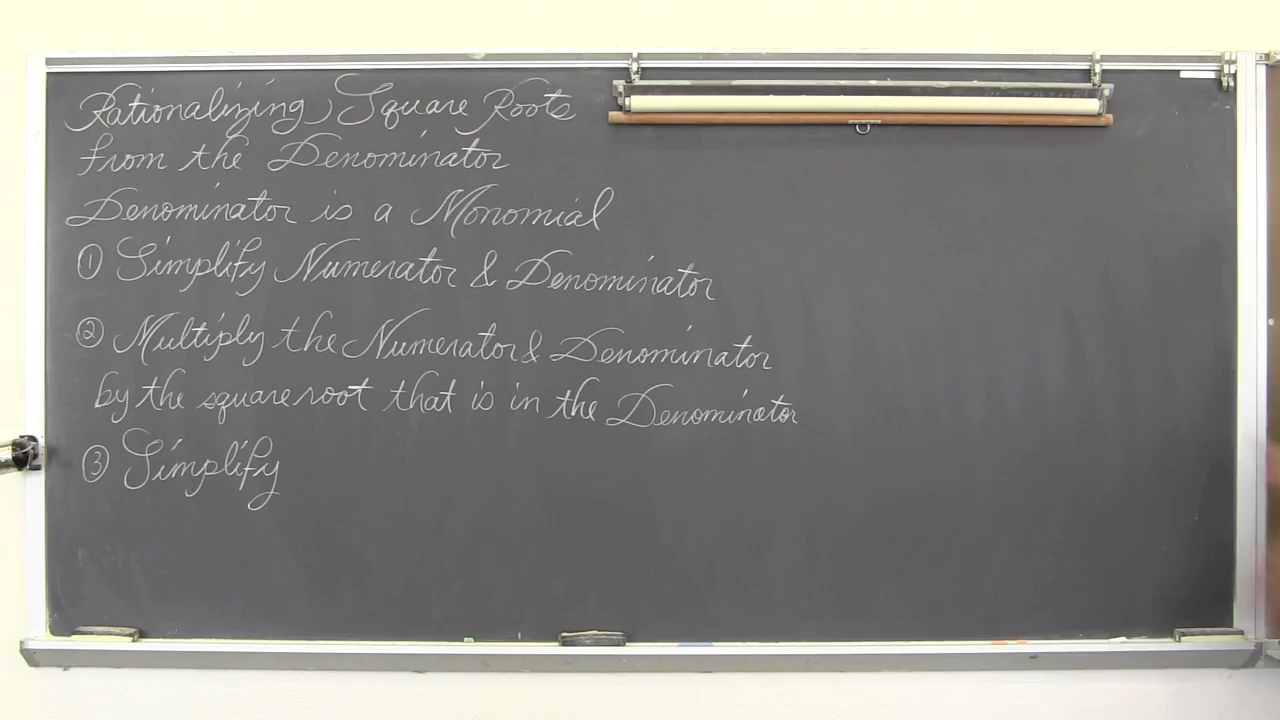 Rationalizing Square Roots
from the Denominator
Denominator is a Monomial
① Simplify Numerator & Denominator
② Multiply the Numerator & Denominator
by the square root that is in the Denominator
③ Simplify